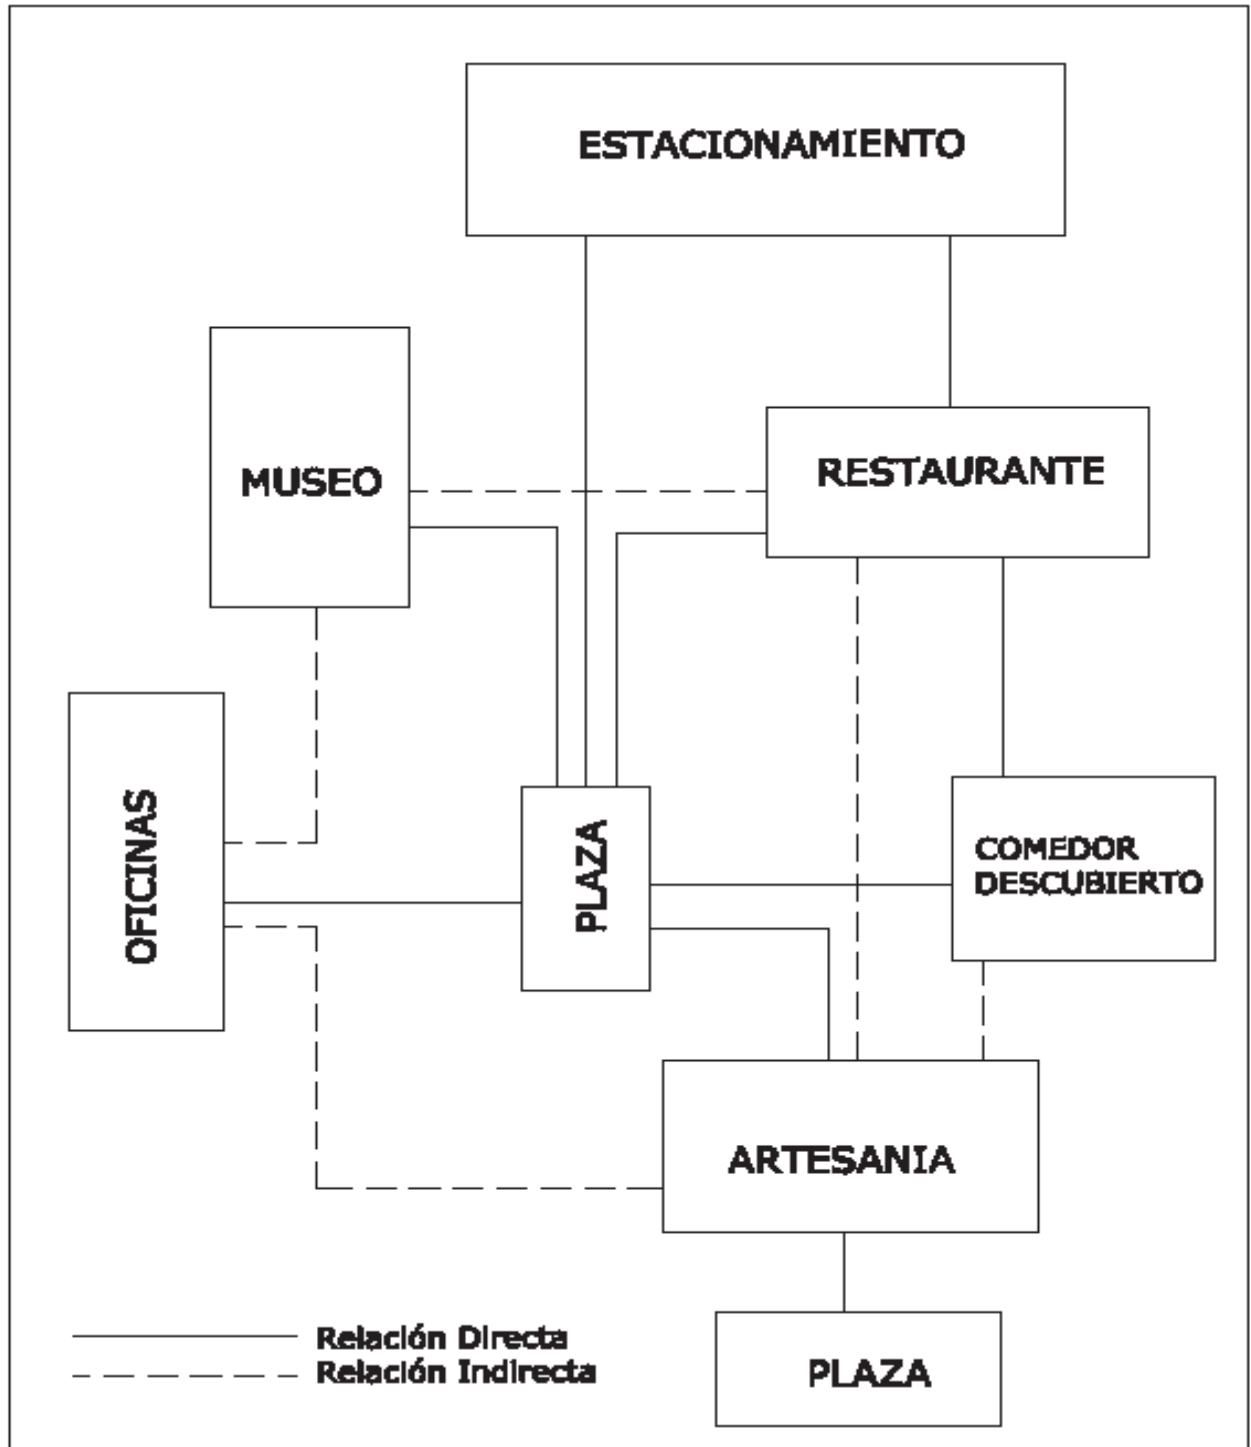 ESTACIONAMIENTO
MUSEO
RESTAURANTE
OFICINAS
PLAZA
COMEDOR
DESCUBIERTO
ARTESANIA
PLAZA
Relación Directa
Relación Indirecta